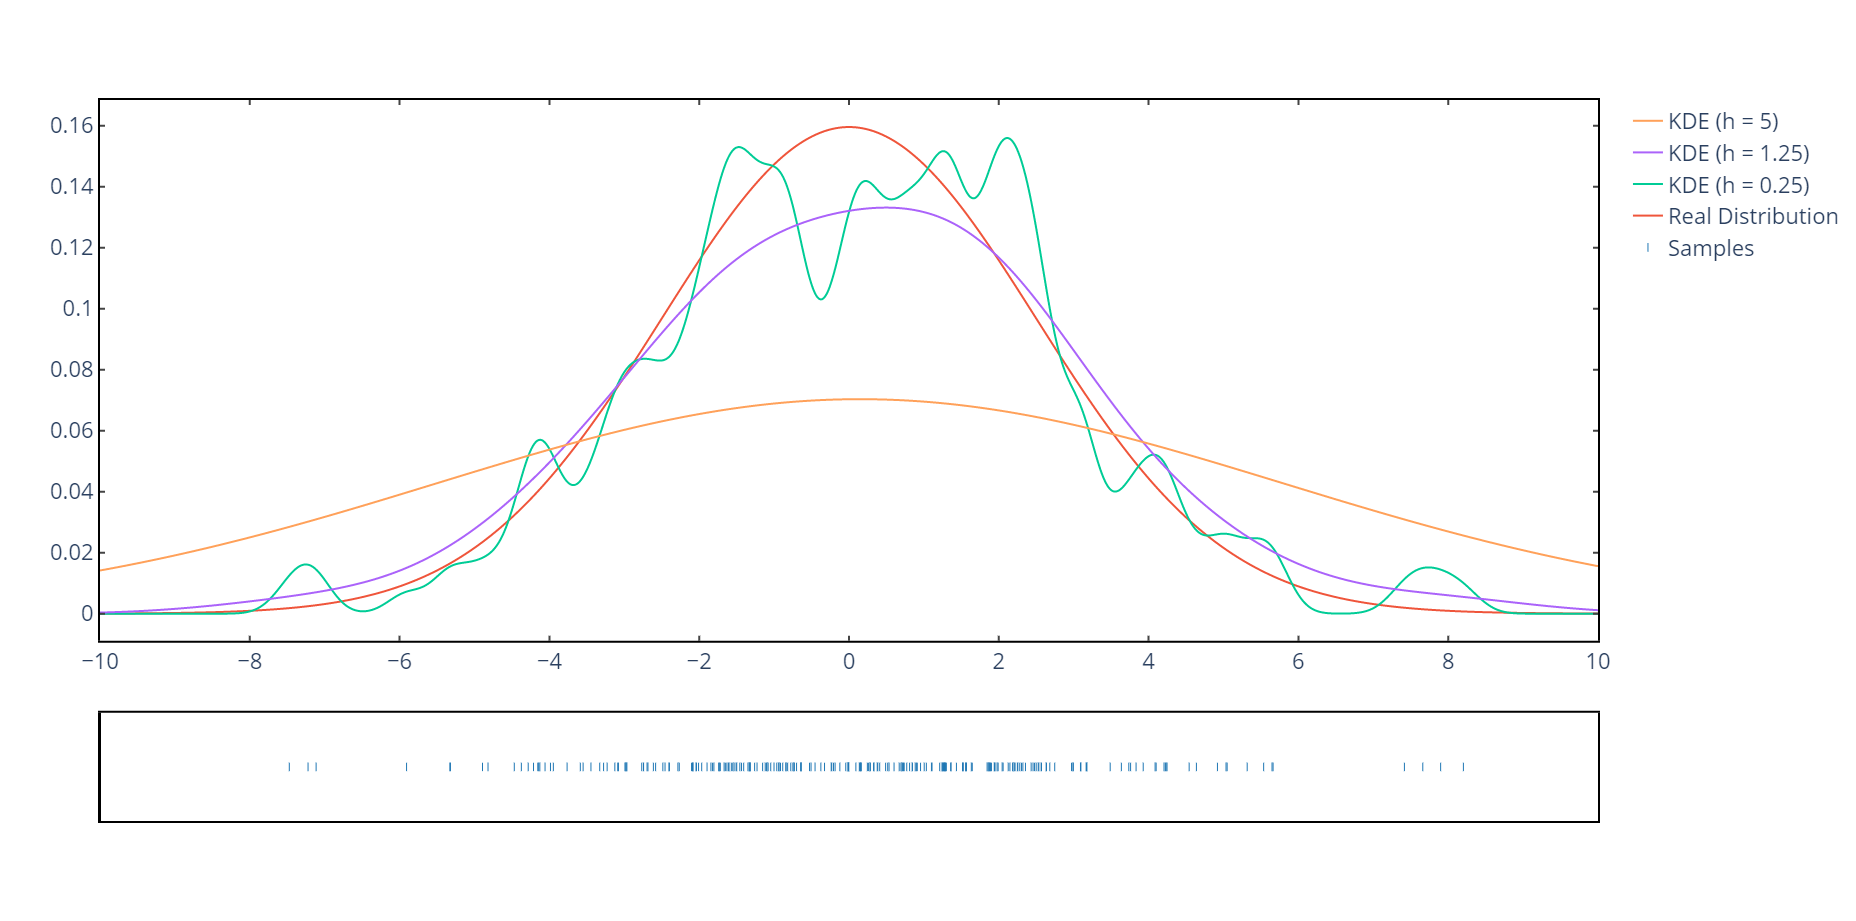 0.16
0.14
0.12
0.1
0.08
0.06
0.04
0.02
0
−10 −8 −6 −4 −2 0 2 4 6 8 10
KDE (h = 5)
KDE (h = 1.25)
KDE (h = 0.25)
Real Distribution
Samples